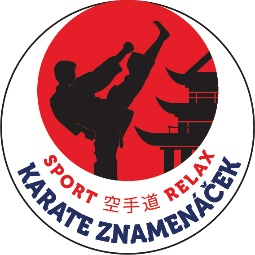 SPORT 空手道 RELAX
KARATE ZNAMENÁČEK